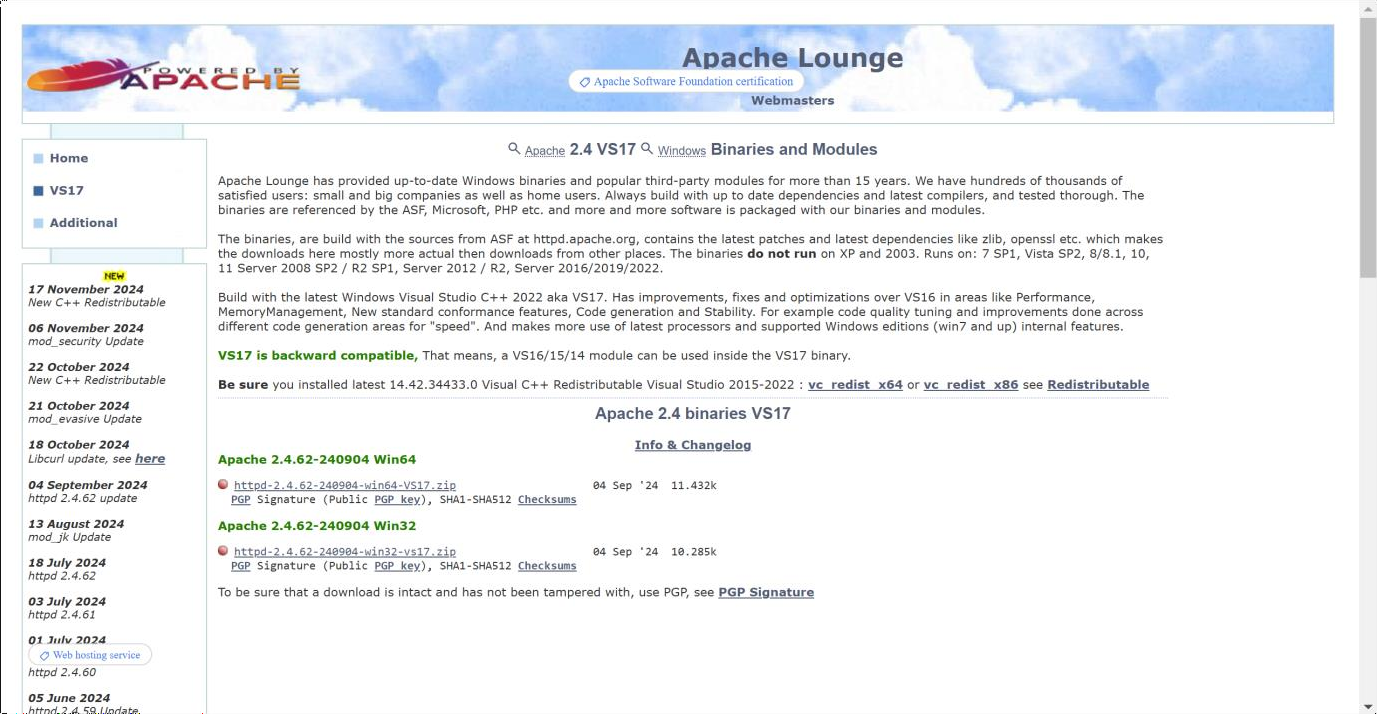 POWERED BY
APACHE
Apache Lounge
Apache Software Foundation certification
Webmasters
Home
VS17
Additional
NEW
17 November 2024
New C++ Redistributable
06 November 2024
mod_security Update
22 October 2024
New C++ Redistributable
21 October 2024
mod_evasive Update
18 October 2024
Libcurl update, see here
04 September 2024
httpd 2.4.62 update
13 August 2024
mod_jk Update
18 July 2024
httpd 2.4.62
03 July 2024
httpd 2.4.61
01 July 2024
Web hosting service
httpd 2.4.60
05 June 2024
httpd 2.4.59 Update
Apache 2.4 VS17 Windows Binaries and Modules
Apache Lounge has provided up-to-date Windows binaries and popular third-party modules for more than 15 years. We have hundreds of thousands of
satisfied users: small and big companies as well as home users. Always build with up to date dependencies and latest compilers, and tested thorough. The
binaries are referenced by the ASF, Microsoft, PHP etc. and more and more software is packaged with our binaries and modules.
The binaries, are build with the sources from ASF at httpd.apache.org, contains the latest patches and latest dependencies like zlib, openssl etc. which makes
the downloads here mostly more actual then downloads from other places. The binaries do not run on XP and 2003. Runs on: 7 SP1, Vista SP2, 8/8.1, 10,
11 Server 2008 SP2 / R2 SP1, Server 2012 / R2, Server 2016/2019/2022.
Build with the latest Windows Visual Studio C++ 2022 aka VS17. Has improvements, fixes and optimizations over VS16 in areas like Performance,
MemoryManagement, New standard conformance features, Code generation and Stability. For example code quality tuning and improvements done across
different code generation areas for "speed". And makes more use of latest processors and supported Windows editions (win7 and up) internal features.
VS17 is backward compatible, That means, a VS16/15/14 module can be used inside the VS17 binary.
Be sure you installed latest 14.42.34433.0 Visual C++ Redistributable Visual Studio 2015-2022 : vc_redist_x64 or vc_redist_x86 see Redistributable
Apache 2.4 binaries VS17
Info & Changelog
Apache 2.4.62-240904 Win64
httpd-2.4.62-240904-win64-VS17.zip 04 Sep '24 11.432k
PGP Signature (Public PGP key), SHA1-SHA512 Checksums
Apache 2.4.62-240904 Win32
httpd-2.4.62-240904-win32-vs17.zip 04 Sep '24 10.285k
PGP Signature (Public PGP key), SHA1-SHA512 Checksums
To be sure that a download is intact and has not been tampered with, use PGP, see PGP Signature